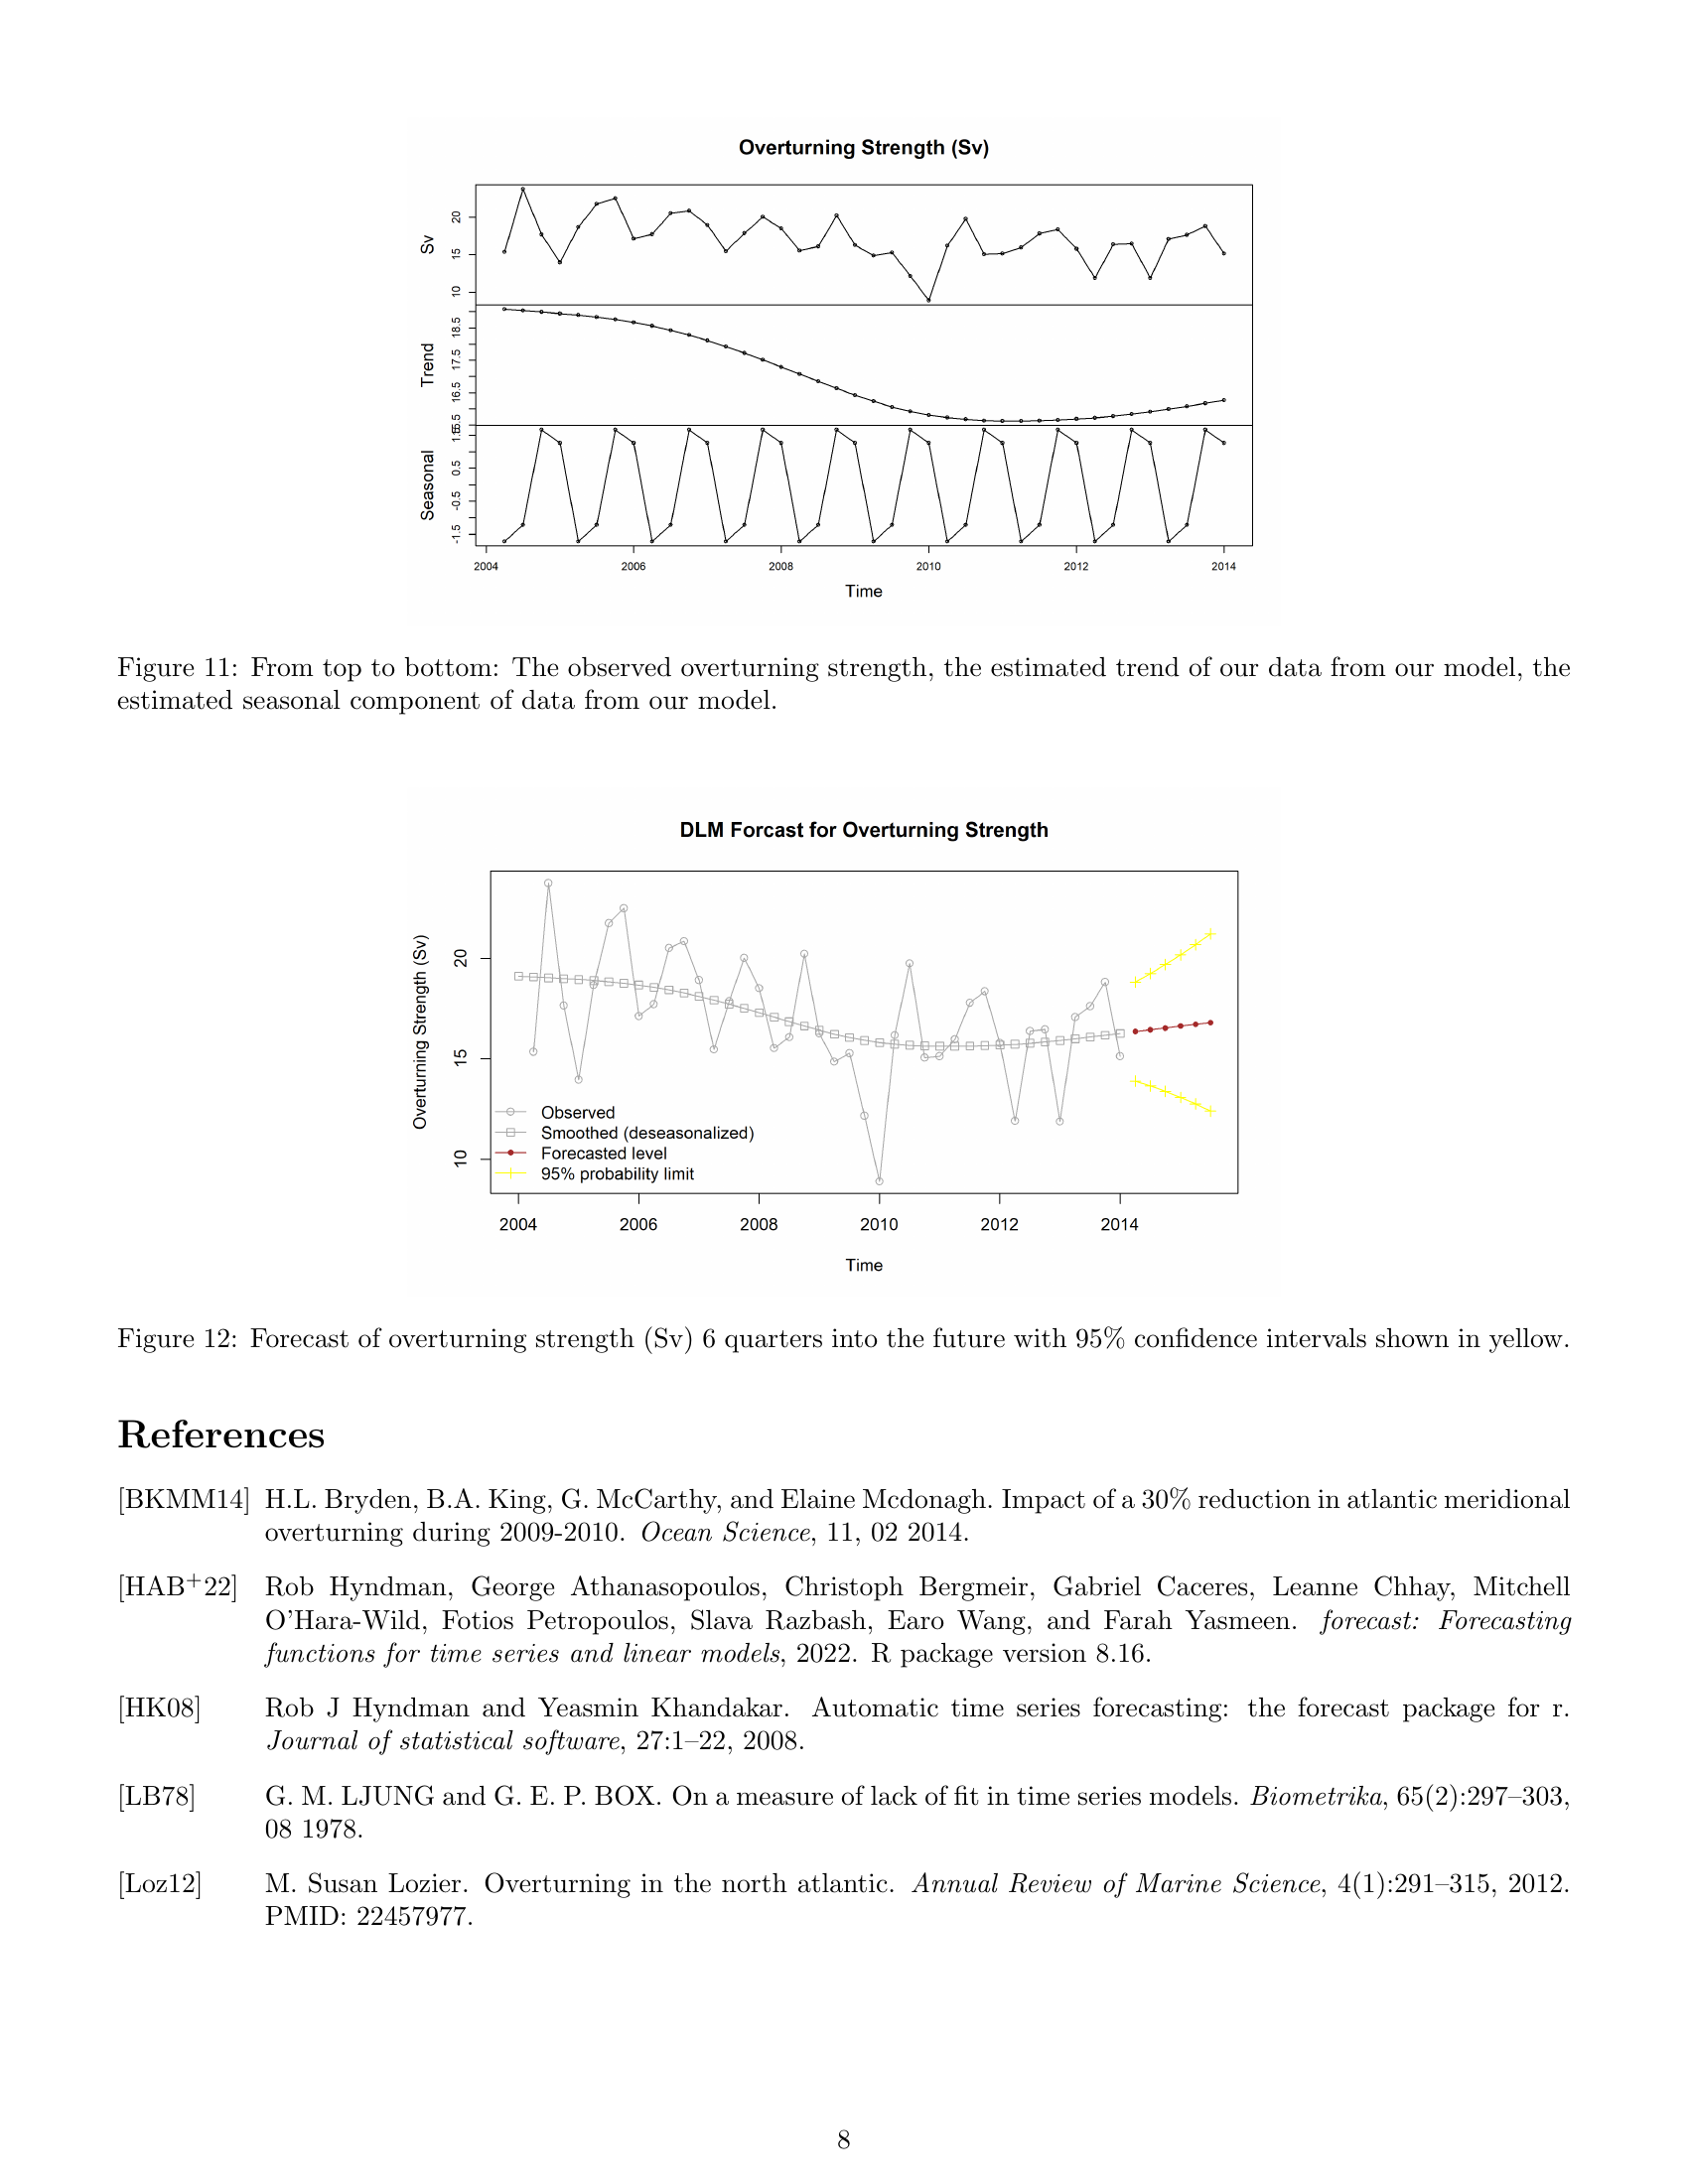 Overturning Strength (Sv)
Sv
10 15 20
Trend
16.5 17.5 18.5
Seasonal
-1.5 -0.5 0.5
2004 2006 2008 2010 2012 2014
Time
Figure 11: From top to bottom: The observed overturning strength, the estimated trend of our data from our model, the
estimated seasonal component of data from our model.
DLM Forcast for Overturning Strength
Overturning Strength (Sv)
10 15 20
Observed
Smoothed (deseasonalized)
Forecasted level
95% probability limit
2004 2006 2008 2010 2012 2014
Time
Figure 12: Forecast of overturning strength (Sv) 6 quarters into the future with 95% confidence intervals shown in yellow.
References
[BKMM14] H.L. Bryden, B.A. King, G. McCarthy, and Elaine Mcdonagh. Impact of a 30% reduction in atlantic meridional
overturning during 2009-2010. Ocean Science, 11, 02 2014.
[HAB+22] Rob Hyndman, George Athanasopoulos, Christoph Bergmeir, Gabriel Caceres, Leanne Chhay, Mitchell
O'Hara-Wild, Fotios Petropoulos, Slava Razbash, Earo Wang, and Farah Yasmeen. forecast: Forecasting
functions for time series and linear models, 2022. R package version 8.16.
[HK08] Rob J Hyndman and Yeasmin Khandakar. Automatic time series forecasting: the forecast package for r.
Journal of statistical software, 27:1–22, 2008.
[LB78] G. M. LJUNG and G. E. P. BOX. On a measure of lack of fit in time series models. Biometrika, 65(2):297–303,
08 1978.
[Loz12] M. Susan Lozier. Overturning in the north atlantic. Annual Review of Marine Science, 4(1):291–315, 2012.
PMID: 22457977.
8